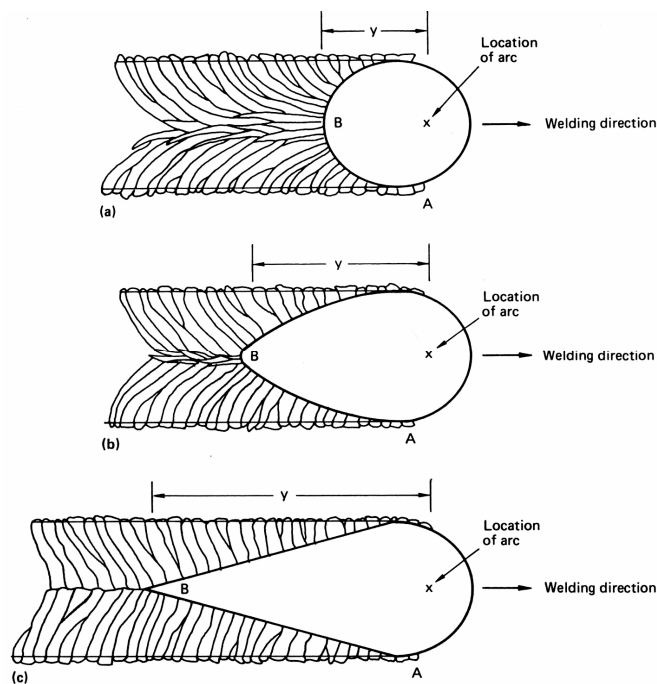 y
Location
of arc
B
x
Welding direction
A
(a)
y
Location
of arc
B
x
Welding direction
A
(b)
y
Location
of arc
B
x
Welding direction
A
(c)